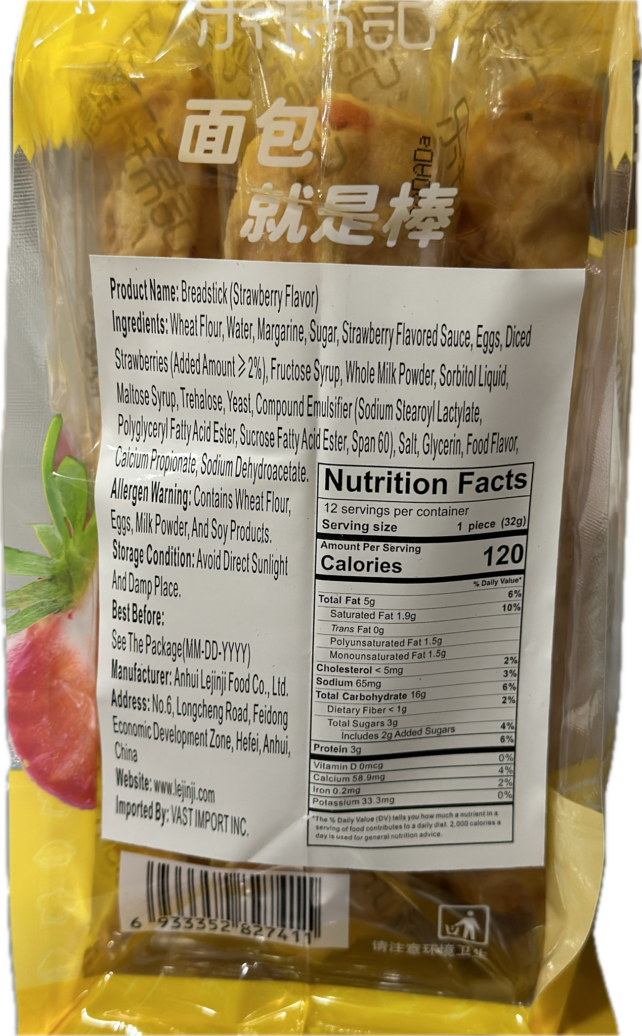 乐锦記
面包
就是棒
Product Name: Breadstick (Strawberry Flavor)
Ingredients: Wheat Flour, Water, Margarine, Sugar, Strawberry Flavored Sauce, Eggs, Diced
Strawberries (Added Amount ⩾ 2%), Fructose Syrup, Whole Milk Powder, Sorbitol Liquid,
Maltose Syrup, Trehalose, Yeast, Compound Emulsifier (Sodium Stearoyl Lactylate,
Polyglyceryl Fatty Acid Ester, Sucrose Fatty Acid Ester, Span 60), Salt, Glycerin, Food Flavor,
Calcium Propionate, Sodium Dehydroacetate.
Allergen Warning: Contains Wheat Flour,
Eggs, Milk Powder, And Soy Products.
Storage Condition: Avoid Direct Sunlight
And Damp Place.
Best Before:
See The Package(MM-DD-YYYY)
Manufacturer: Anhui Lejinji Food Co., Ltd.
Address: No.6, Longcheng Road, Feidong
Economic Development Zone, Hefei, Anhui,
China
Website: www.lejinji.com
Imported By: VAST IMPORT INC.
Nutrition Facts
12 servings per container
Serving size 1 piece (32g)
Amount Per Serving
Calories 120
% Daily Value*
Total Fat 5g 6%
Saturated Fat 1.9g 10%
Trans Fat 0g
Polyunsaturated Fat 1.5g
Monounsaturated Fat 1.5g
Cholesterol < 5mg 2%
Sodium 65mg 3%
Total Carbohydrate 16g 6%
Dietary Fiber < 1g 2%
Total Sugars 3g
Includes 2g Added Sugars 4%
Protein 3g 6%
Vitamin D 0mcg 0%
Calcium 58.9mg 4%
Iron 0.2mg 2%
Potassium 33.3mg 0%
*The % Daily Value (DV) tells you how much a nutrient in a
serving of food contributes to a daily diet. 2,000 calories a
day is used for general nutrition advice.
6 933352 827411
请注意环境卫生